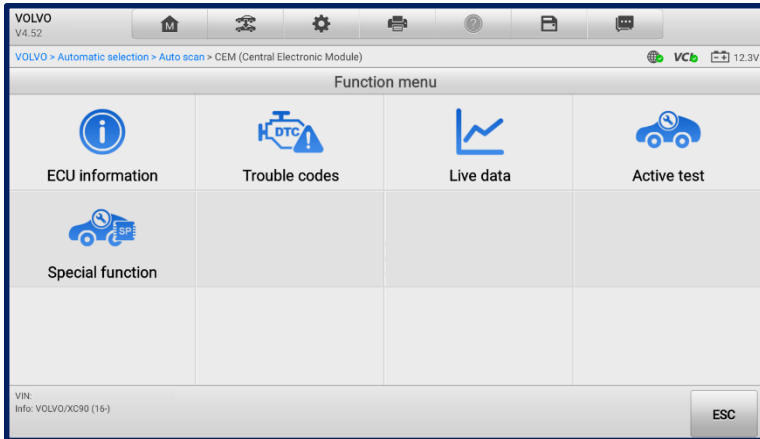 VOLVO
V4.52
M
?
VOLVO > Automatic selection > Auto scan > CEM (Central Electronic Module)
VCI 12.3V
Function menu
i
DTC
SP
ECU information
Trouble codes
Live data
Active test
Special function
VIN:
Info: VOLVO/XC90 (16-)
ESC